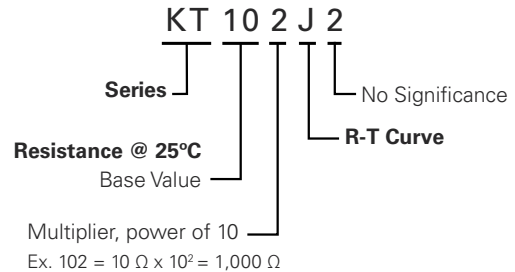 KT 10 2 J 2
Series
No Significance
R-T Curve
Resistance @ 25ºC
Base Value
Multiplier, power of 10
Ex. 102 = 10 Ω x 10² = 1,000 Ω